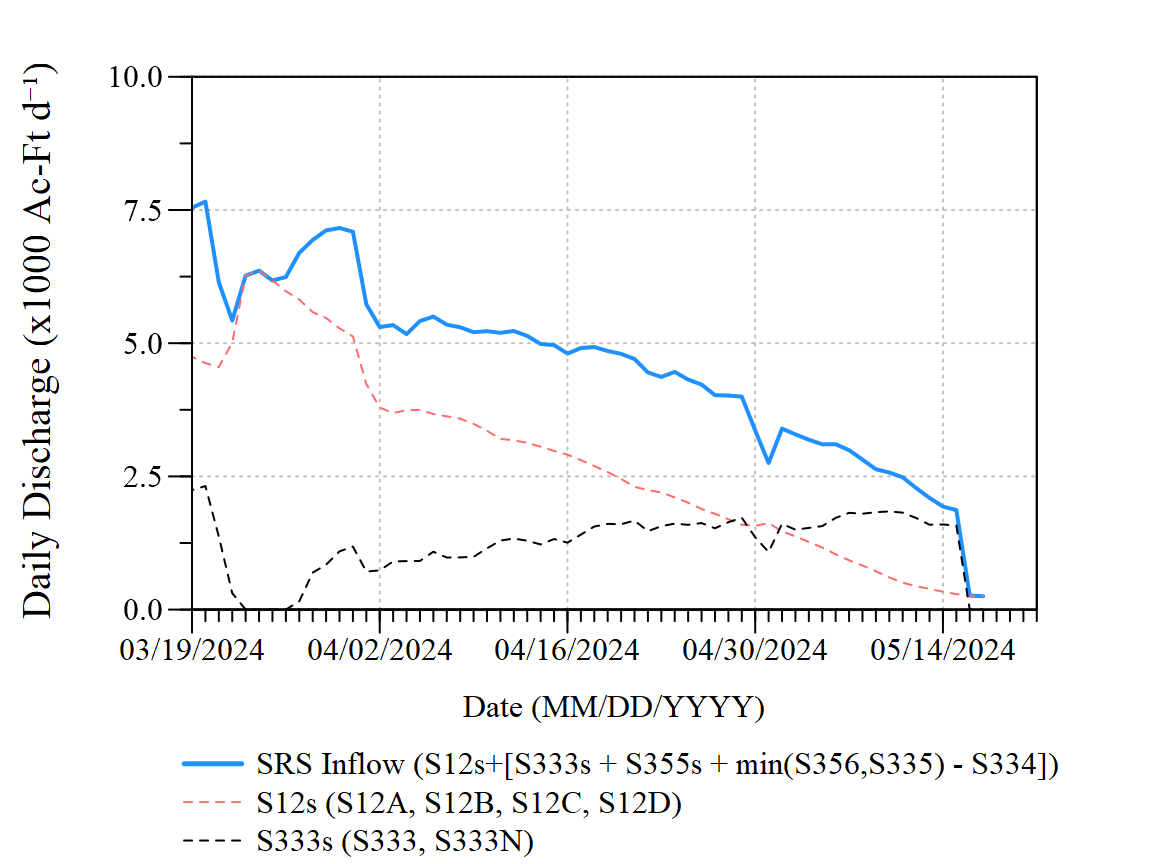 Daily Discharge (x1000 Ac-Ft d⁻¹)
10.0
7.5
5.0
2.5
0.0
03/19/2024 04/02/2024 04/16/2024 04/30/2024 05/14/2024
Date (MM/DD/YYYY)
SRS Inflow (S12s+[S333s + S355s + min(S356,S335) - S334])
S12s (S12A, S12B, S12C, S12D)
S333s (S333, S333N)